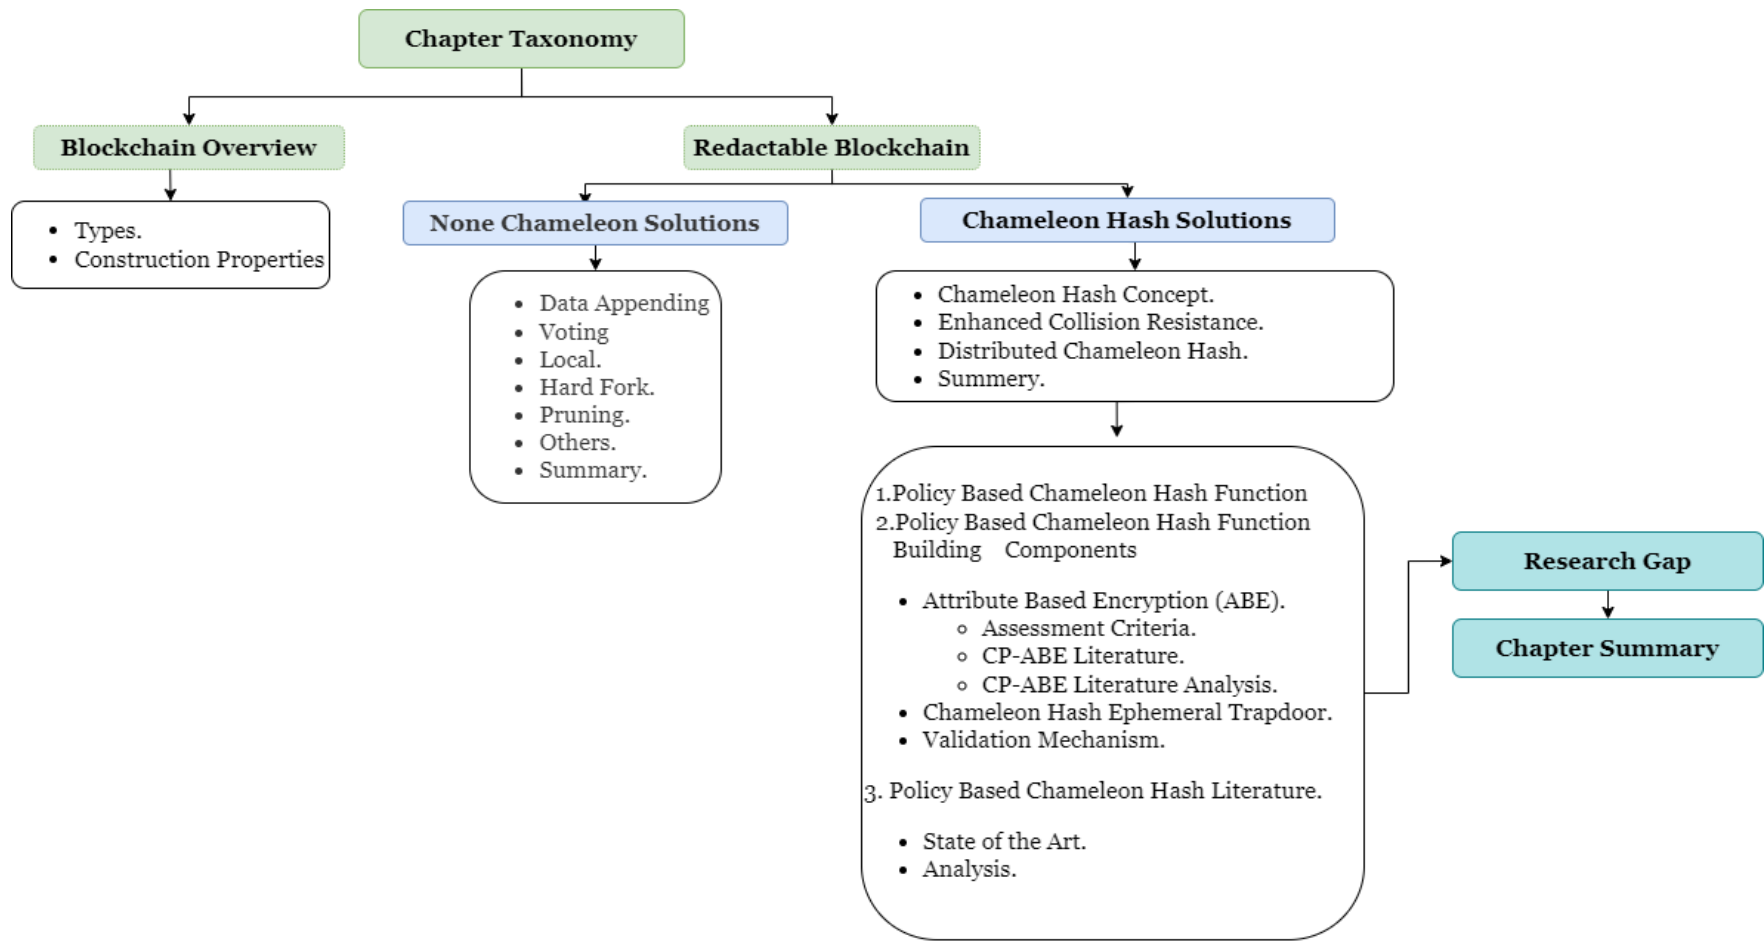 Chapter Taxonomy
Blockchain Overview
Redactable Blockchain
Types.
Construction Properties
None Chameleon Solutions
Data Appending
Voting
Local.
Hard Fork.
Pruning.
Others.
Summary.
Chameleon Hash Solutions
Chameleon Hash Concept.
Enhanced Collision Resistance.
Distributed Chameleon Hash.
Summery.
1.Policy Based Chameleon Hash Function
2.Policy Based Chameleon Hash Function
Building Components
Attribute Based Encryption (ABE).
Assessment Criteria.
CP-ABE Literature.
CP-ABE Literature Analysis.
Chameleon Hash Ephemeral Trapdoor.
Validation Mechanism.
3. Policy Based Chameleon Hash Literature.
State of the Art.
Analysis.
Research Gap
Chapter Summary